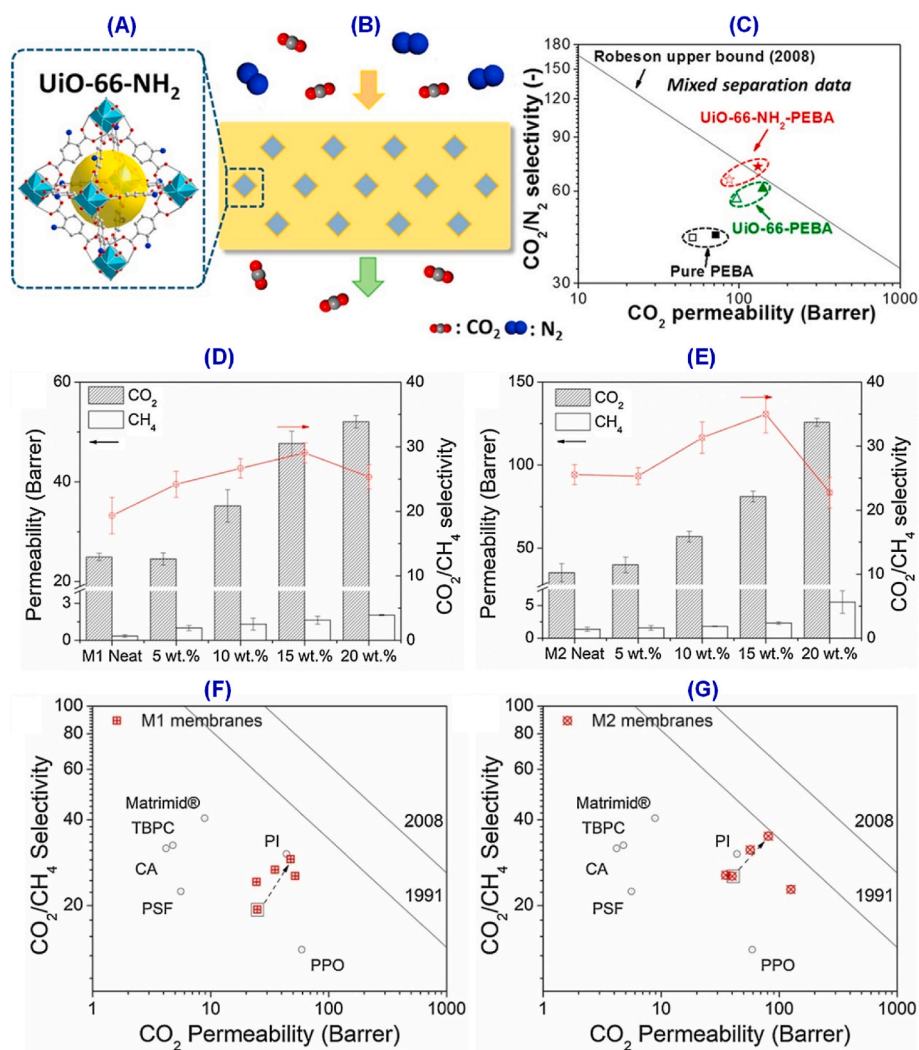 (A)
(B)
(C)
UiO-66-NH2
: CO2 : N2
CO2/N2 selectivity (-)
180
150
120
90
60
30
Robeson upper bound (2008)
Mixed separation data
UiO-66-NH2-PEBA
UiO-66-PEBA
Pure PEBA
10 100 1000
CO2 permeability (Barrer)
(D)
Permeability (Barrer)
60
40
20
3
0
CO2
CH4
40
30
20
10
0
CO2/CH4 selectivity
M1 Neat 5 wt.% 10 wt.% 15 wt.% 20 wt.%
(E)
Permeability (Barrer)
150
125
100
75
50
5
0
CO2
CH4
40
30
20
10
0
CO2/CH4 selectivity
M2 Neat 5 wt.% 10 wt.% 15 wt.% 20 wt.%
(F)
CO2/CH4 Selectivity
100
80
60
40
20
M1 membranes
Matrimid®
TBPC
CA
PSF
PI
PPO
2008
1991
1 10 100 1000
CO2 Permeability (Barrer)
(G)
CO2/CH4 Selectivity
100
80
60
40
20
M2 membranes
Matrimid®
TBPC
CA
PSF
PI
PPO
2008
1991
1 10 100 1000
CO2 Permeability (Barrer)